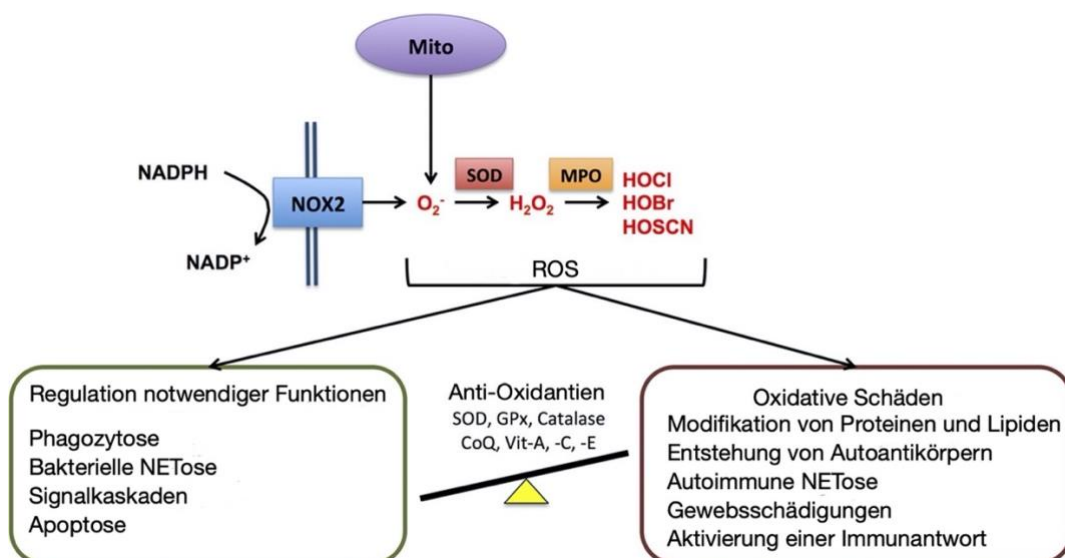 Mito
NADPH
NOX2
NADP⁺
O₂⁻
SOD
H₂O₂
MPO
HOCl
HOBr
HOSCN
ROS
Regulation notwendiger Funktionen
Phagozytose
Bakterielle NETose
Signalkaskaden
Apoptose
Anti-Oxidantien
SOD, GPx, Catalase
CoQ, Vit-A, -C, -E
Oxidative Schäden
Modifikation von Proteinen und Lipiden
Entstehung von Autoantikörpern
Autoimmune NETose
Gewebsschädigungen
Aktivierung einer Immunantwort